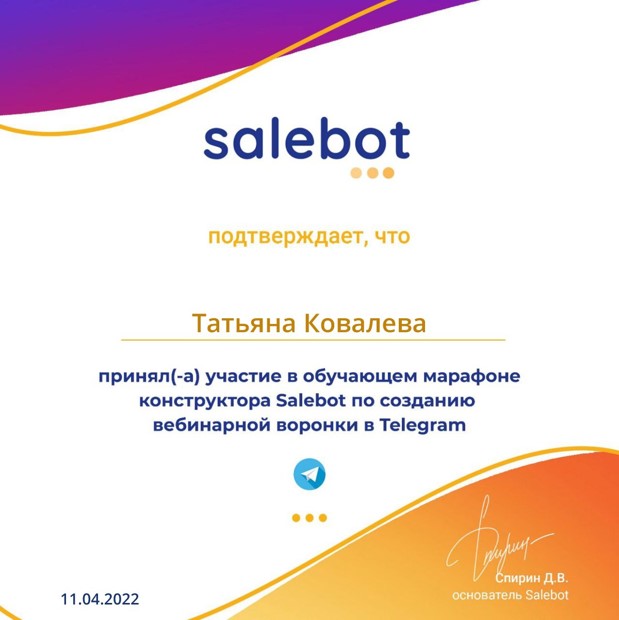 salebot
подтверждает, что
Татьяна Ковалева
принял(-а) участие в обучающем марафоне
конструктора Salebot по созданию
вебинарной воронки в Telegram
Спирин
Спирин Д.В.
основатель Salebot
11.04.2022